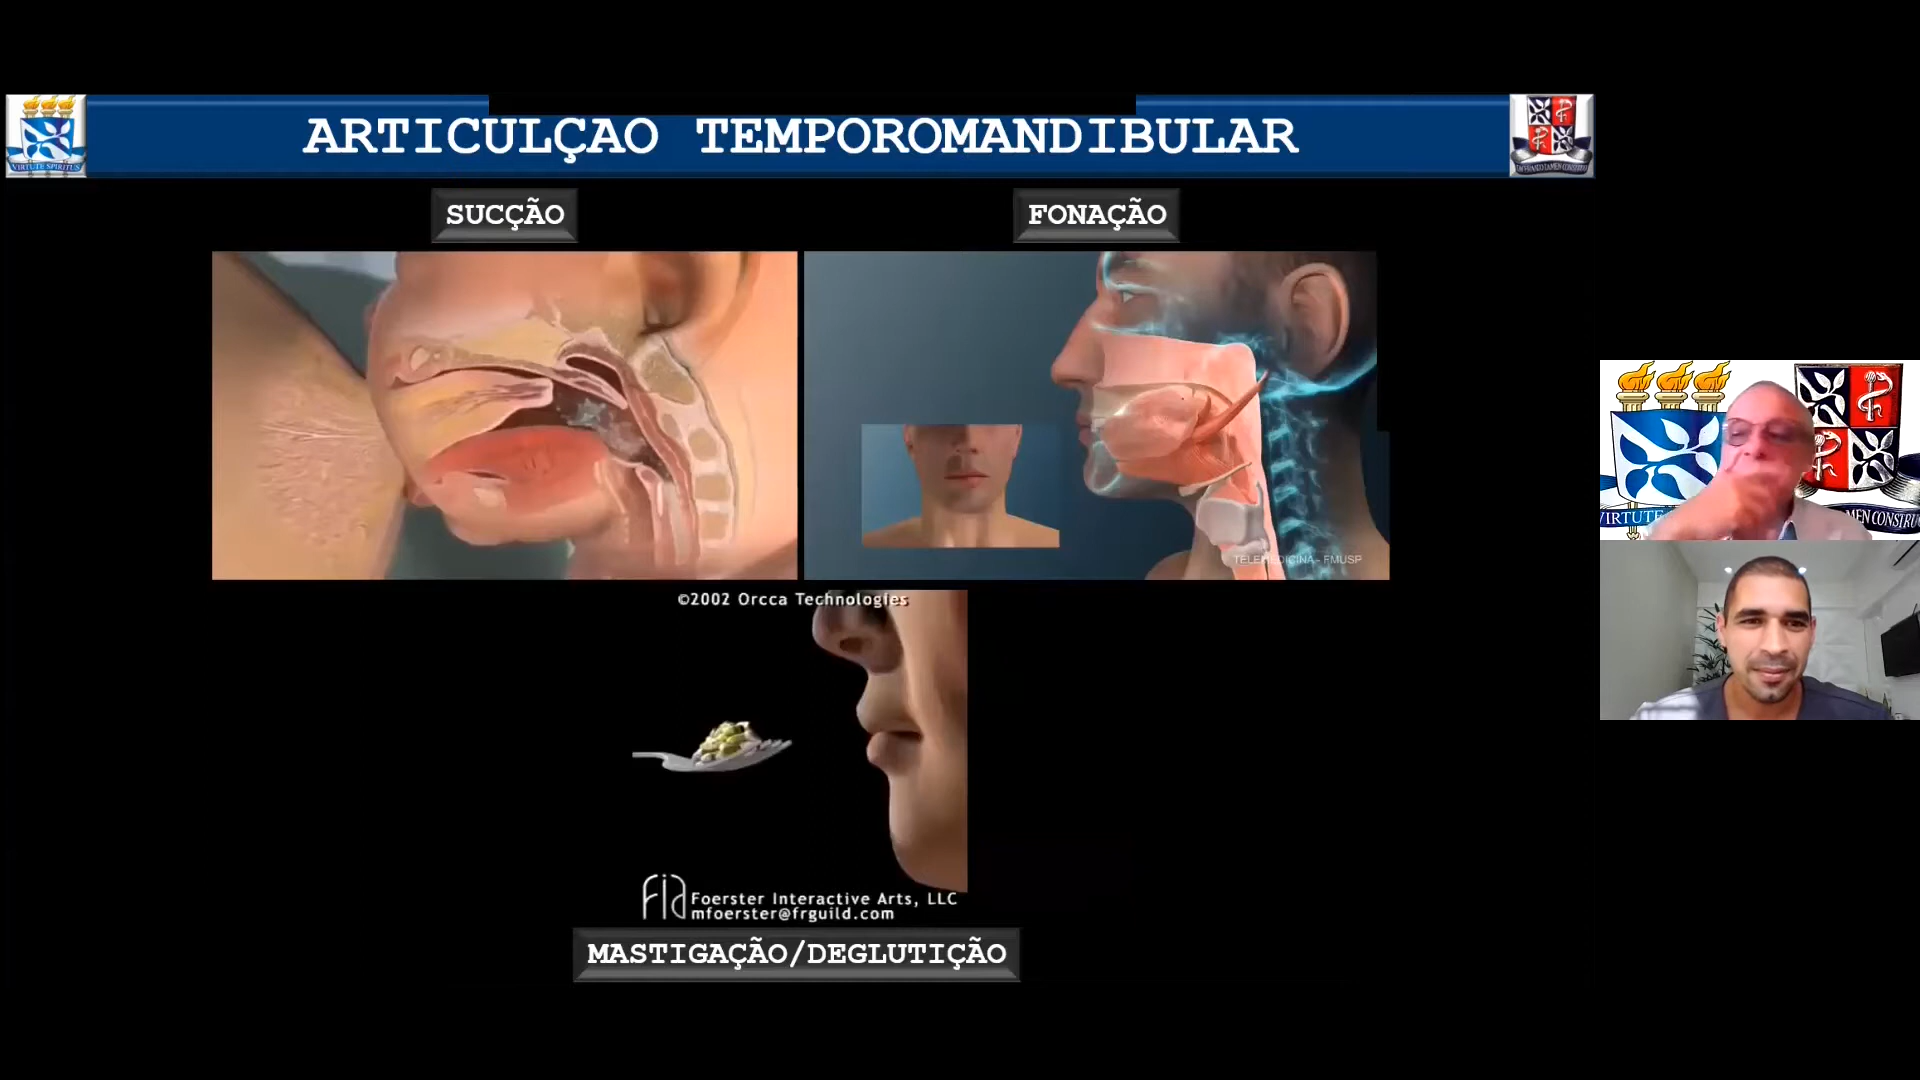 ARTICULÇAO TEMPOROMANDIBULAR
VIRTUTE SPIRITUS
SUCÇÃO
FONAÇÃO
TELEMEDICINA - FMUSP
VIRTUTE
©2002 Orcca Technologies
Foerster Interactive Arts, LLC
mfoerster@frguild.com
MASTIGAÇÃO/DEGLUTIÇÃO